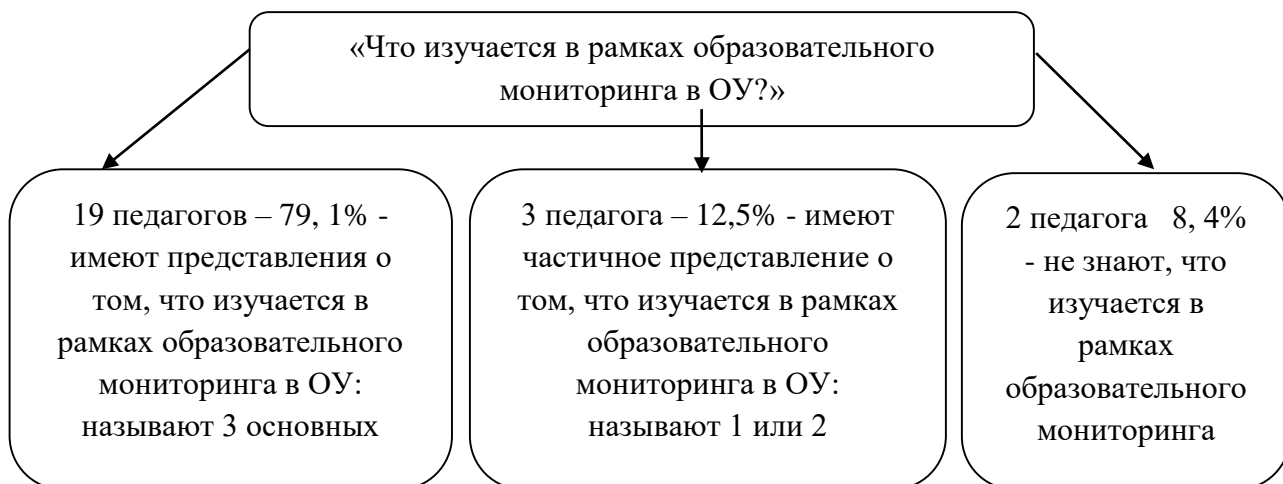 «Что изучается в рамках образовательного
мониторинга в ОУ?»
19 педагогов – 79, 1% -
имеют представления о
том, что изучается в
рамках образовательного
мониторинга в ОУ:
называют 3 основных
3 педагога – 12,5% - имеют
частичное представление о
том, что изучается в рамках
образовательного
мониторинга в ОУ:
называют 1 или 2
2 педагога 8, 4%
- не знают, что
изучается в
рамках
образовательного
мониторинга